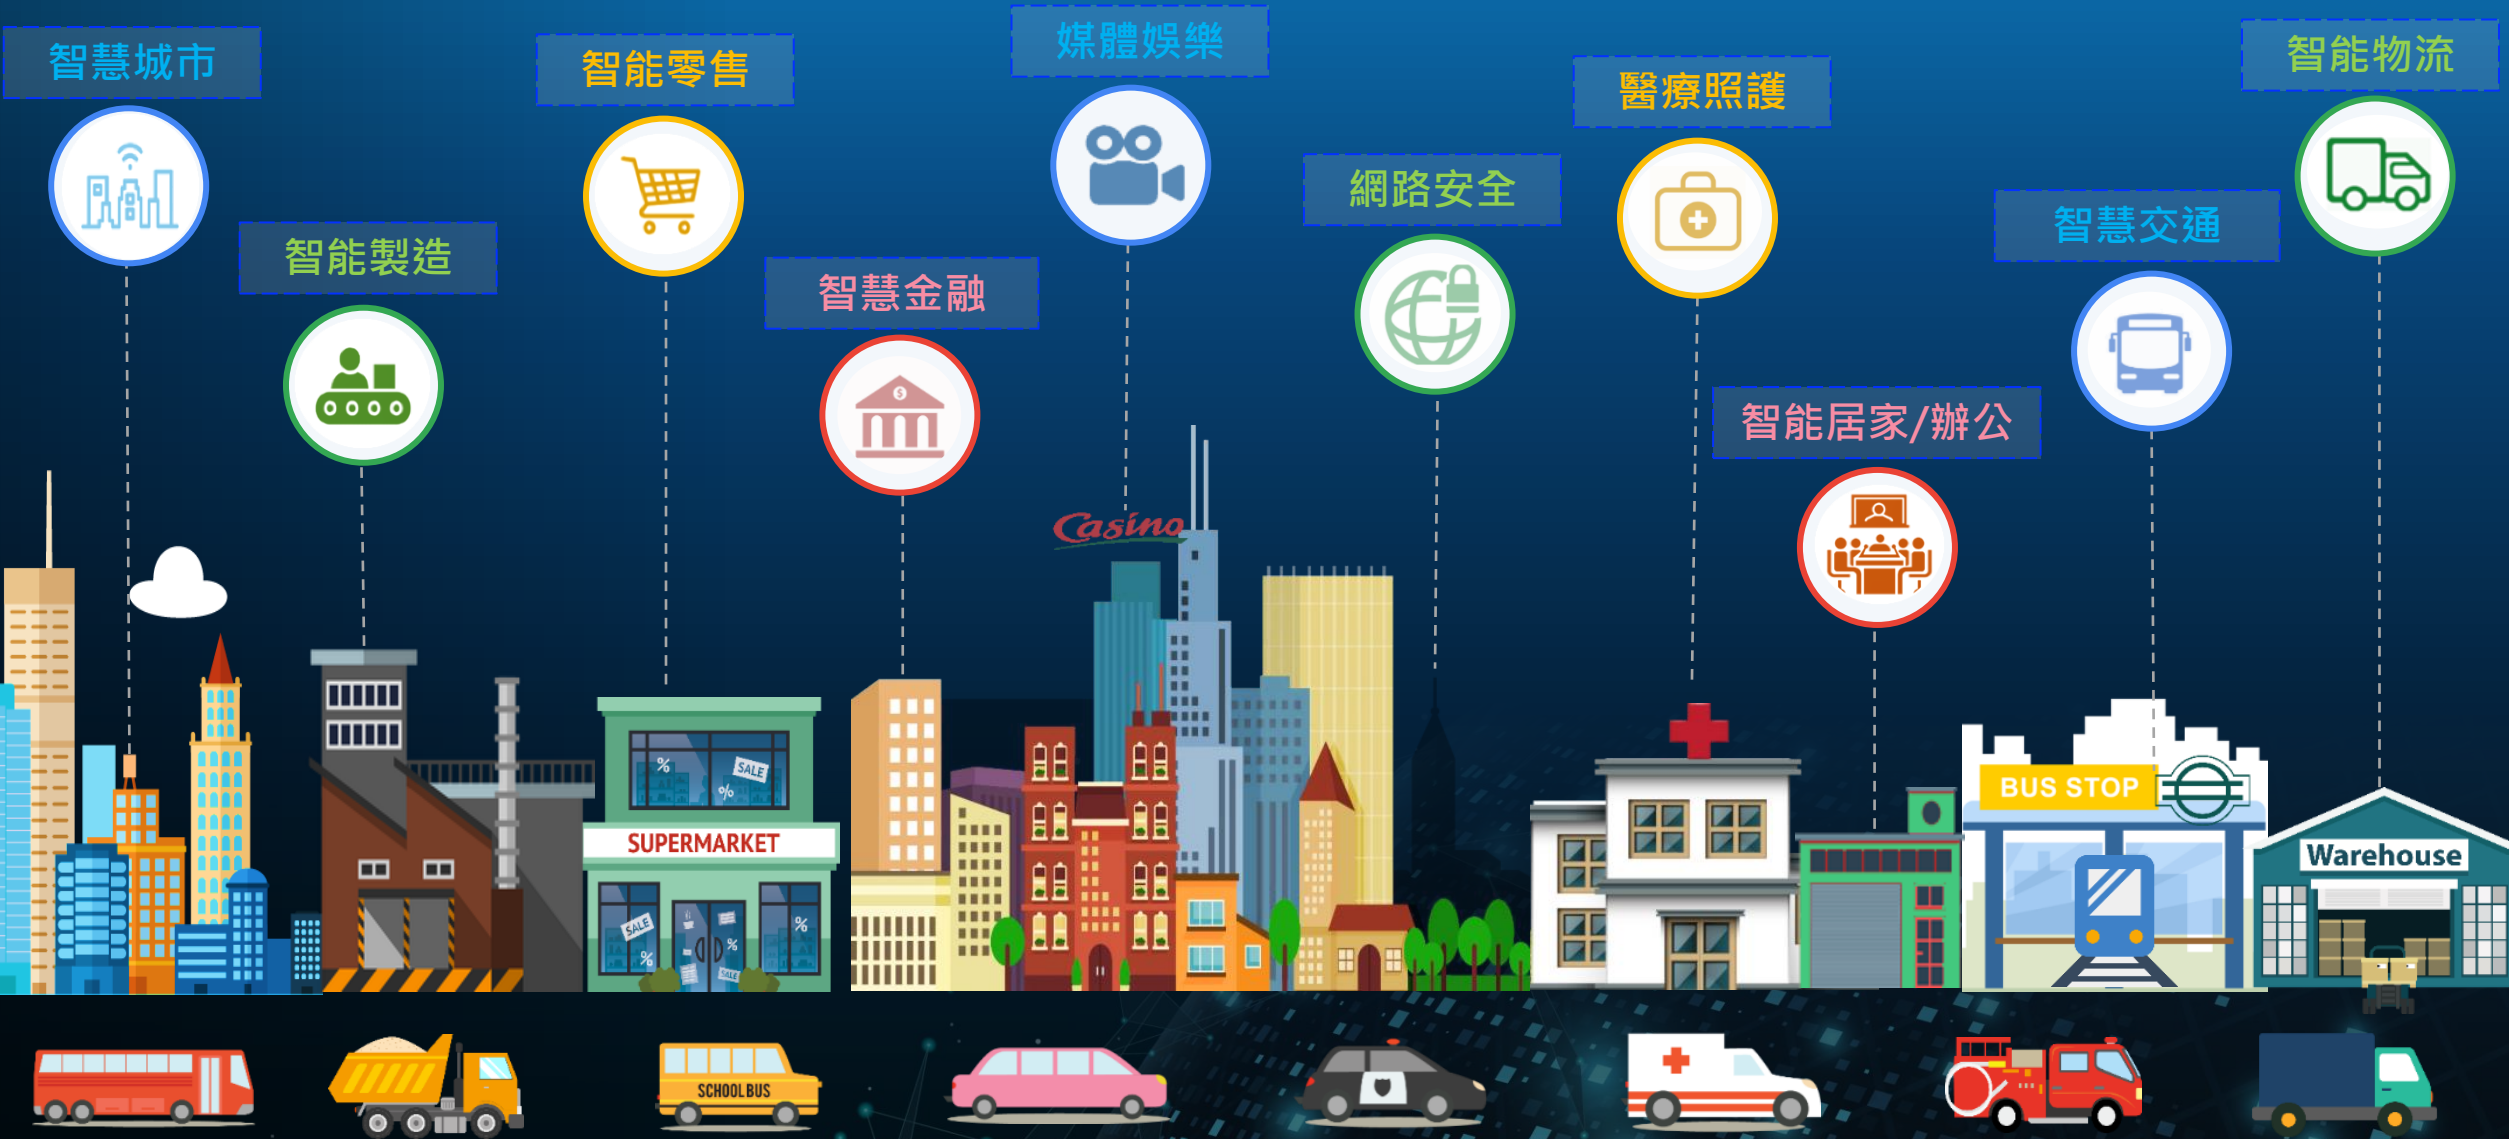 智慧城市
智能製造
智能零售
智慧金融
媒體娛樂
網路安全
醫療照護
智能居家/辦公
智慧交通
智能物流
$
Casino
%
SALE
%
SUPERMARKET
SALE
%
%
%
SALE
BUS STOP
Warehouse
SCHOOL BUS